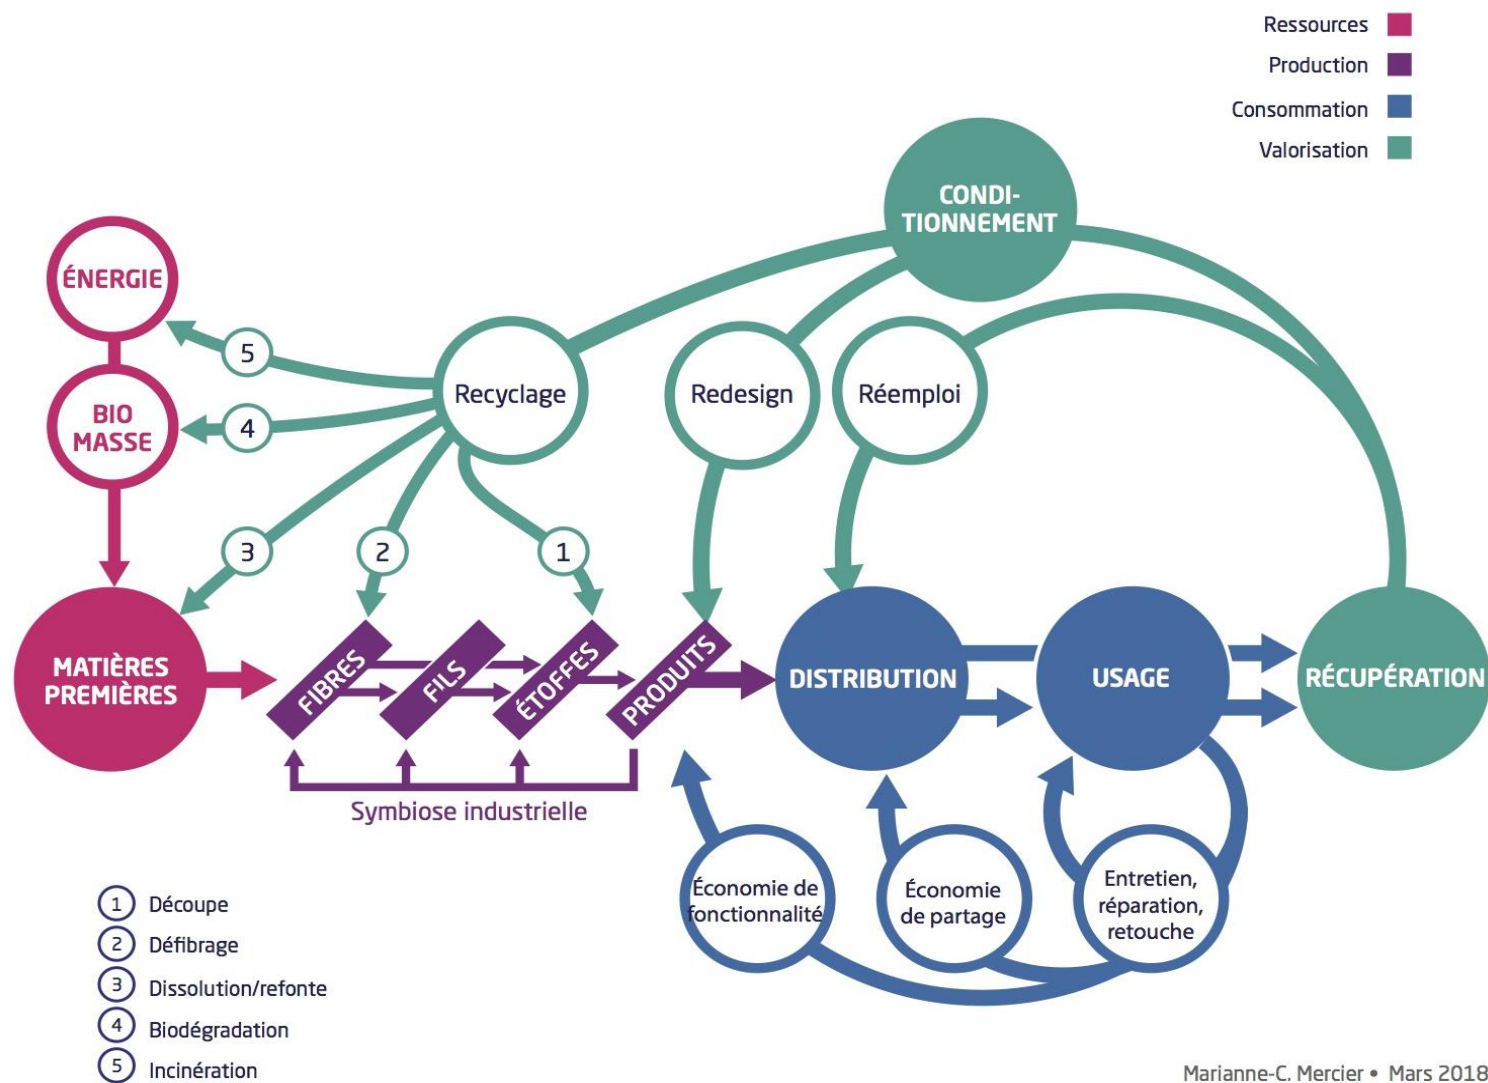 Ressources
Production
Consommation
Valorisation
CONDI-
TIONNEMENT
ÉNERGIE
BIO
MASSE
5
4
Recyclage
Redesign
Réemploi
3
2
1
MATIÈRES
PREMIÈRES
FIBRES
FILS
ÉTOFFES
PRODUITS
DISTRIBUTION
USAGE
RÉCUPÉRATION
Symbiose industrielle
Économie de
fonctionnalité
Économie
de partage
Entretien,
réparation,
retouche
1 Découpe
2 Défibrage
3 Dissolution/refonte
4 Biodégradation
5 Incinération
Marianne-C. Mercier • Mars 2018